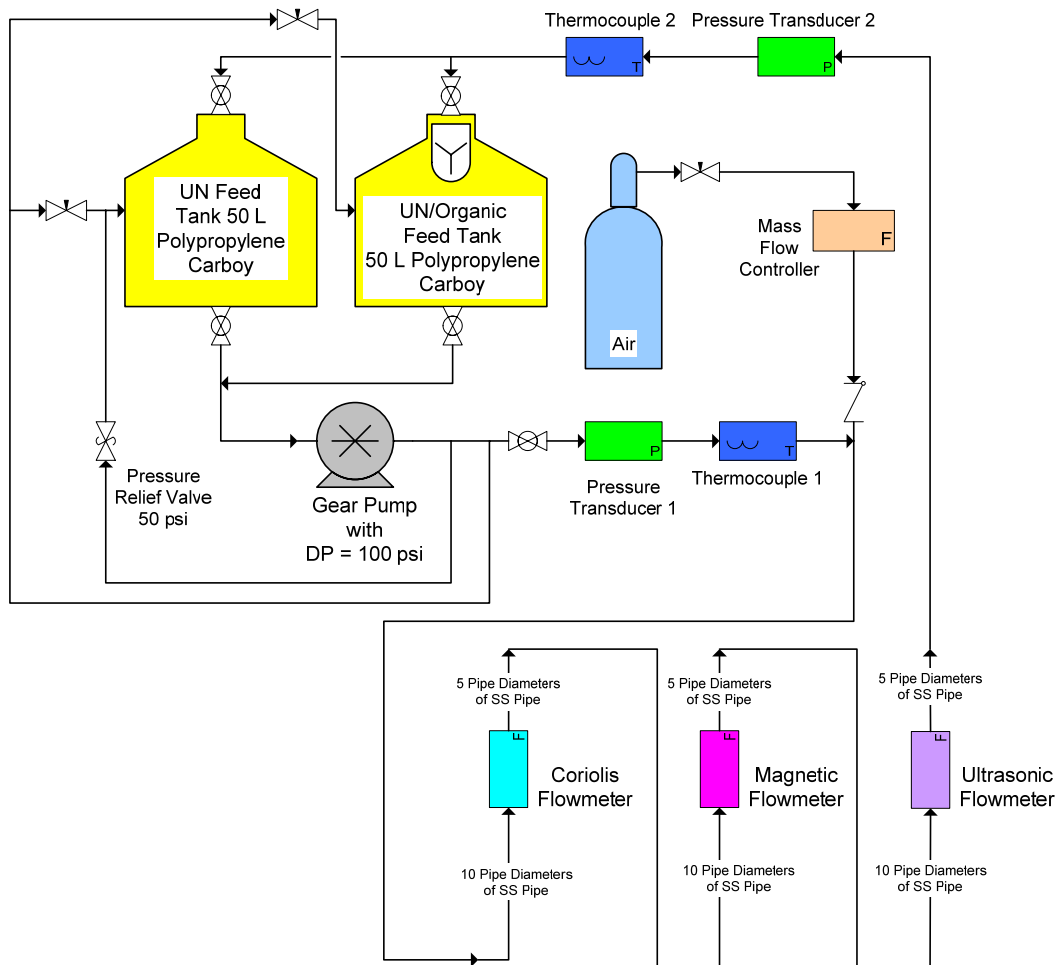 Thermocouple 2
Pressure Transducer 2
T
P
UN Feed
Tank 50 L
Polypropylene
Carboy
UN/Organic
Feed Tank
50 L Polypropylene
Carboy
Mass
Flow
Controller
F
Air
Pressure
Relief Valve
50 psi
Gear Pump
with
DP = 100 psi
P
Pressure
Transducer 1
T
Thermocouple 1
5 Pipe Diameters
of SS Pipe
5 Pipe Diameters
of SS Pipe
5 Pipe Diameters
of SS Pipe
F
Coriolis
Flowmeter
F
Magnetic
Flowmeter
F
Ultrasonic
Flowmeter
10 Pipe Diameters
of SS Pipe
10 Pipe Diameters
of SS Pipe
10 Pipe Diameters
of SS Pipe